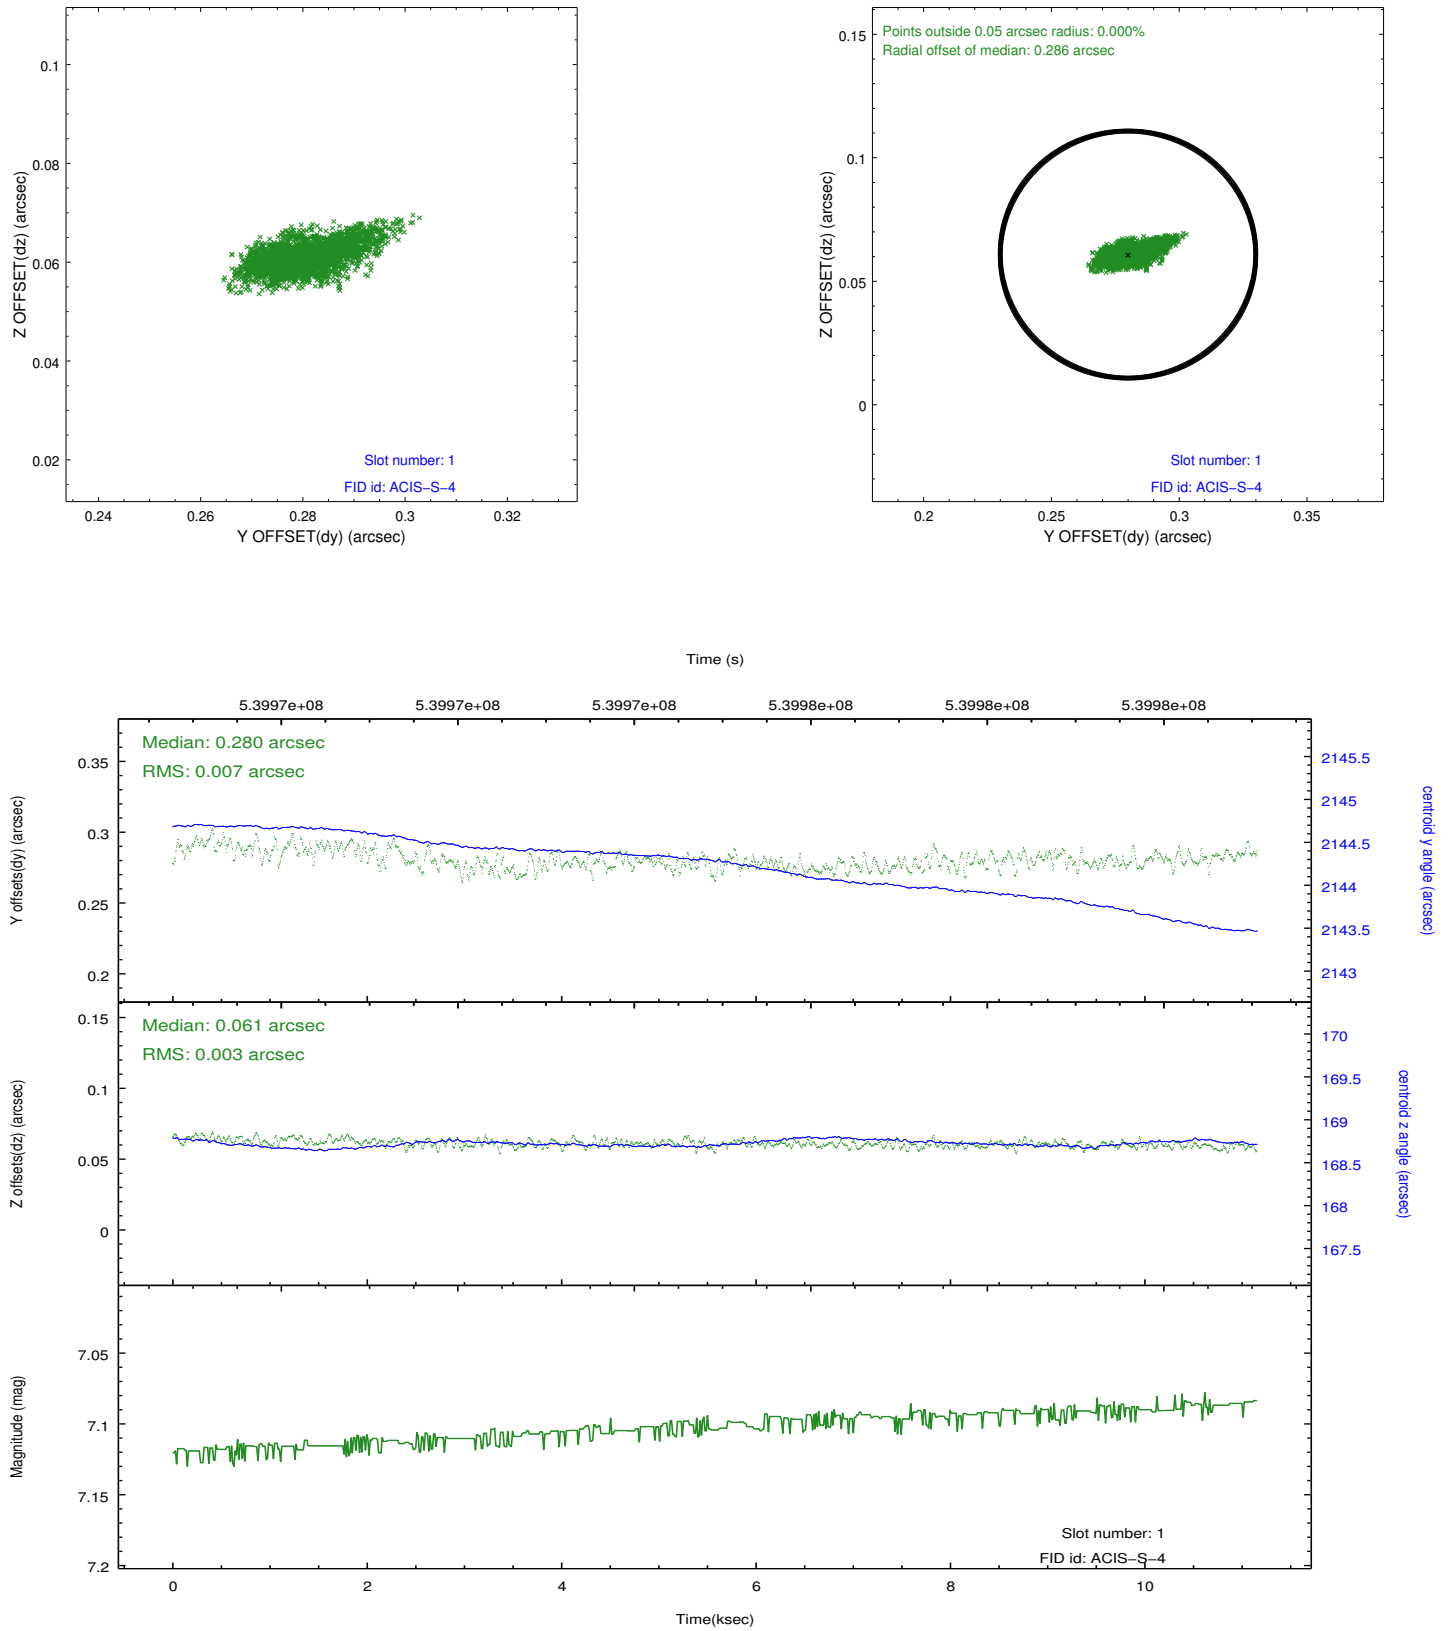 0.1
0.08
0.06
0.04
0.02
Z OFFSET(dz) (arcsec)
Slot number: 1
FID id: ACIS−S−4
0.24 0.26 0.28 0.3 0.32
Y OFFSET(dy) (arcsec)
Points outside 0.05 arcsec radius: 0.000%
Radial offset of median: 0.286 arcsec
0.15
0.1
0.05
0
Z OFFSET(dz) (arcsec)
Slot number: 1
FID id: ACIS−S−4
0.2 0.25 0.3 0.35
Y OFFSET(dy) (arcsec)
Time (s)
5.3997e+08 5.3997e+08 5.3997e+08 5.3998e+08 5.3998e+08 5.3998e+08
Median: 0.280 arcsec
RMS: 0.007 arcsec
0.35
0.3
0.25
0.2
Y offsets(dy) (arcsec)
2145.5
2145
2144.5
2144
2143.5
2143
centroid y angle (arcsec)
Median: 0.061 arcsec
RMS: 0.003 arcsec
0.15
0.1
0.05
0
Z offsets(dz) (arcsec)
170
169.5
169
168.5
168
167.5
centroid z angle (arcsec)
7.05
7.1
7.15
7.2
Magnitude (mag)
Slot number: 1
FID id: ACIS−S−4
0 2 4 6 8 10
Time(ksec)